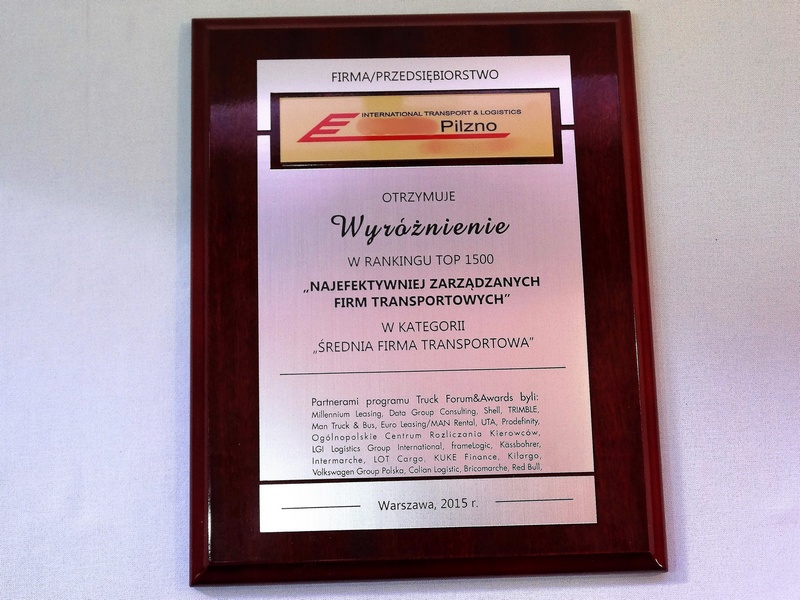 FIRMA/PRZEDSIĘBIORSTWO
INTERNATIONAL TRANSPORT & LOGISTICS
Pilzno
OTRZYMUJE
Wyróżnienie
W RANKINGU TOP 1500
„NAJEFEKTYWNIEJ ZARZĄDZANYCH
FIRM TRANSPORTOWYCH”
W KATEGORII
„ŚREDNIA FIRMA TRANSPORTOWA”
Partnerami programu Truck Forum&Awards byli:
Millennium Leasing, Data Group Consulting, Shell, TRIMBLE,
Man Truck & Bus, Euro Leasing/MAN Rental, UTA, Prodefinity,
Ogólnopolskie Centrum Rozliczania Kierowców,
LGI Logistics Group International, frameLogic, Kässbohrer,
Intermarche, LOT Cargo, KUKE Finance, Kilargo,
Volkswagen Group Polska, Colian Logistic, Bricomarche, Red Bull,
Warszawa, 2015 r.